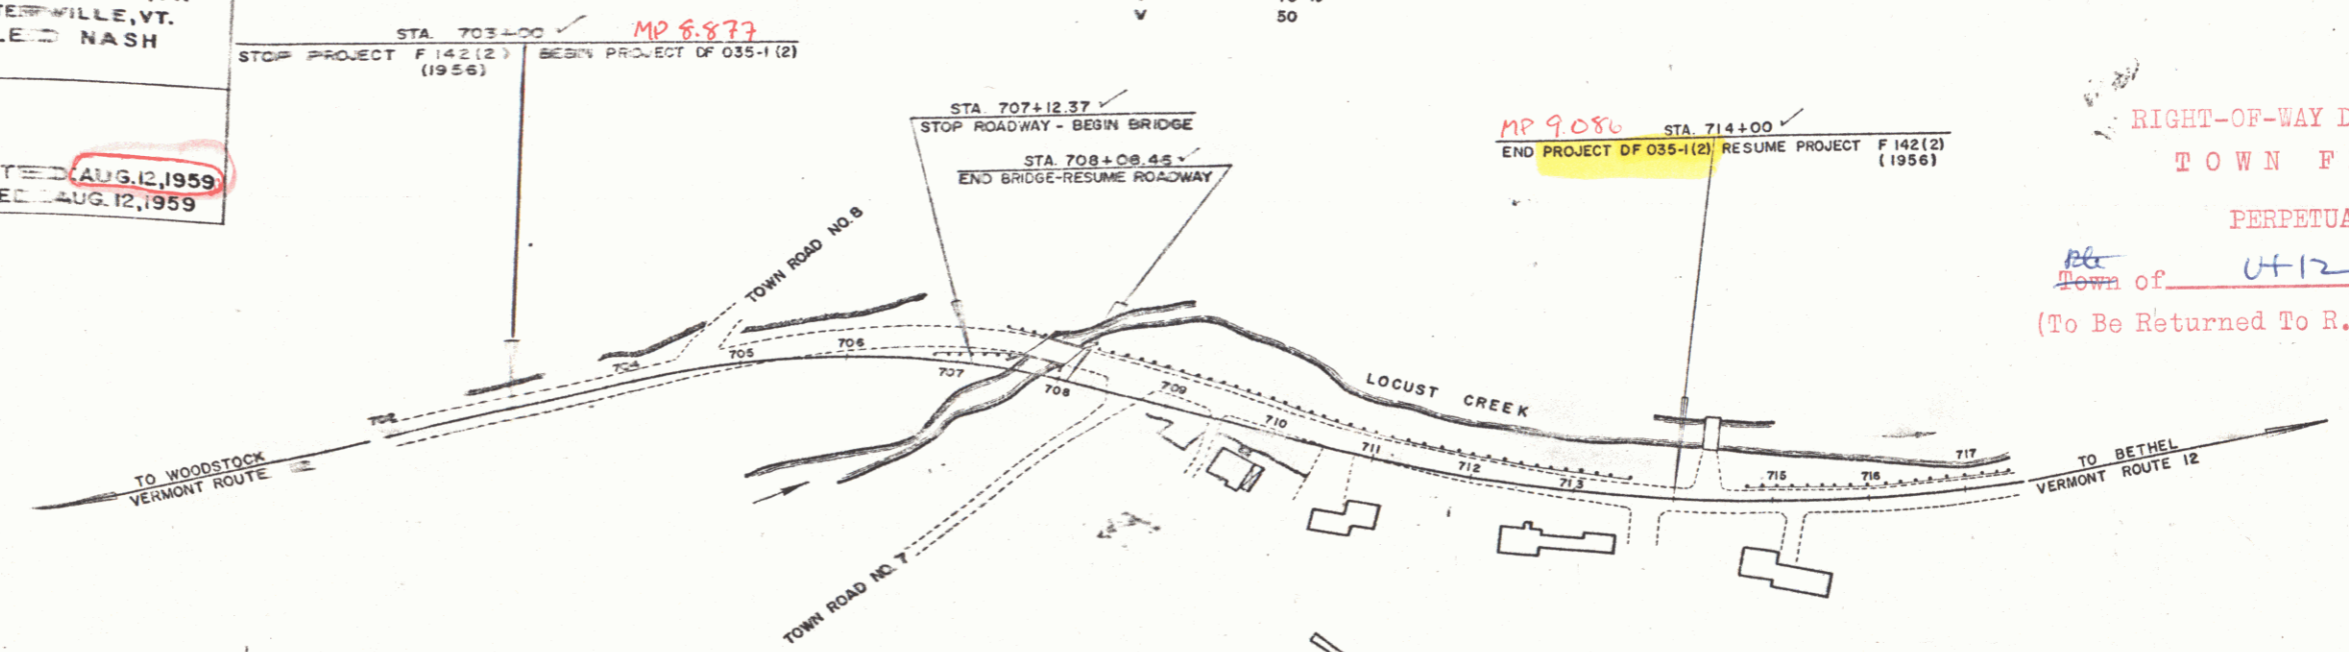 VILLE, VT.
NASH
AUG. 12, 1959
AUG. 12, 1959
V 50
STA. 703+00 ✓ MP 8.877
STOP PROJECT F 142(2) BEGIN PROJECT DF 035-1(2)
(1956)
STA. 707+12.37 ✓
STOP ROADWAY - BEGIN BRIDGE
STA. 708+06.45 ✓
END BRIDGE-RESUME ROADWAY
MP 9.086 STA. 714+00 ✓
END PROJECT DF 035-1(2) RESUME PROJECT F 142(2)
(1956)
RIGHT-OF-WAY D
TOWN F
PERPETUA
Rte
Town of Vt 12
(To Be Returned To R.
TOWN ROAD NO. 8
702
704
705
706
707
708
709
710
711
712
713
715
716
717
LOCUST CREEK
TO WOODSTOCK
VERMONT ROUTE
TO BETHEL
VERMONT ROUTE 12
TOWN ROAD NO. 7